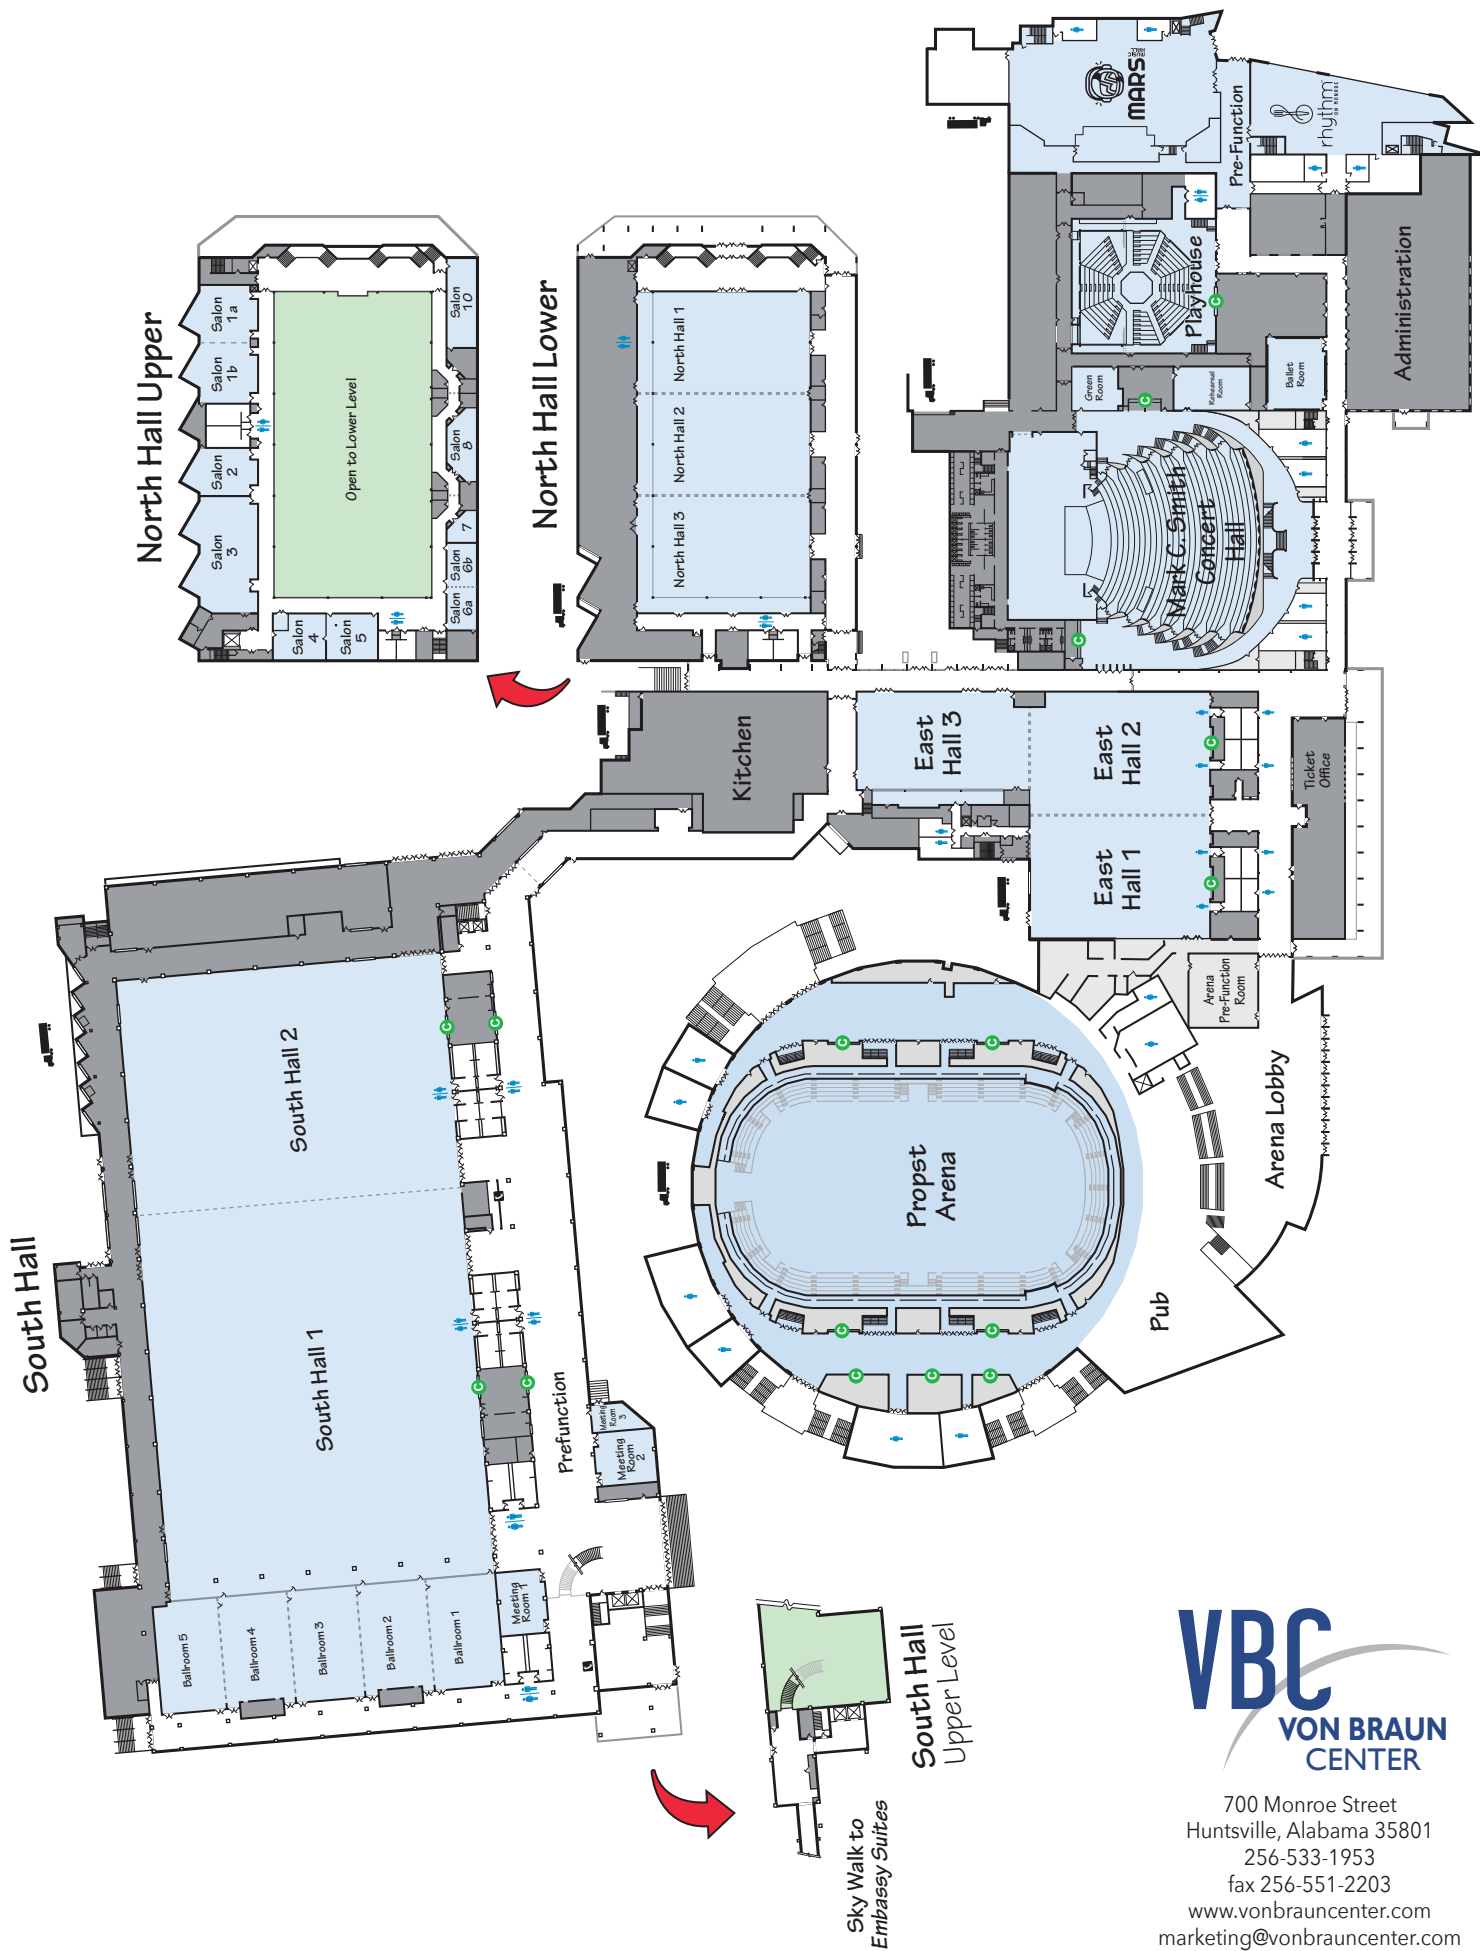 MARS
MUSIC
HALL
rhythm
ON MONROE
Pre-Function
Playhouse
Administration
Green
Room
Rehearsal
Room
Ballet
Room
Mark C. Smith
Concert
Hall
North Hall Upper
Salon
1a
Salon
1b
Salon
2
Salon
3
Salon
4
Salon
5
Salon
6a
Salon
6b
7
Salon
8
Salon
10
Open to Lower Level
North Hall Lower
North Hall 1
North Hall 2
North Hall 3
Kitchen
East
Hall 3
East
Hall 2
East
Hall 1
Ticket
Office
C
C
C
C
Arena
Pre-Function
Room
Arena Lobby
Propst
Arena
Pub
C
C
C
C
C
C
C
South Hall
South Hall 2
South Hall 1
C
C
C
C
Prefunction
Meeting
Room
3
Meeting
Room
2
Meeting
Room 1
Ballroom 5
Ballroom 4
Ballroom 3
Ballroom 2
Ballroom 1
South Hall
Upper Level
Sky Walk to
Embassy Suites
VBC
VON BRAUN
CENTER
700 Monroe Street
Huntsville, Alabama 35801
256-533-1953
fax 256-551-2203
www.vonbrauncenter.com
marketing@vonbrauncenter.com